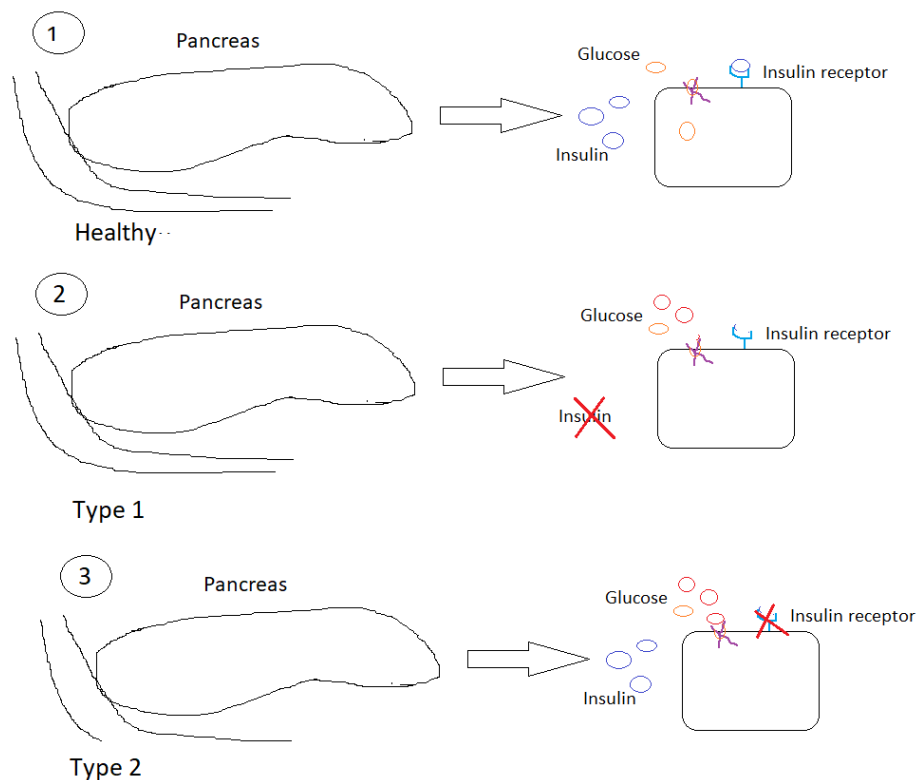 1
Pancreas
Glucose
Insulin receptor
Insulin
Healthy
2
Pancreas
Glucose
Insulin receptor
Insulin
Type 1
3
Pancreas
Glucose
Insulin receptor
Insulin
Type 2